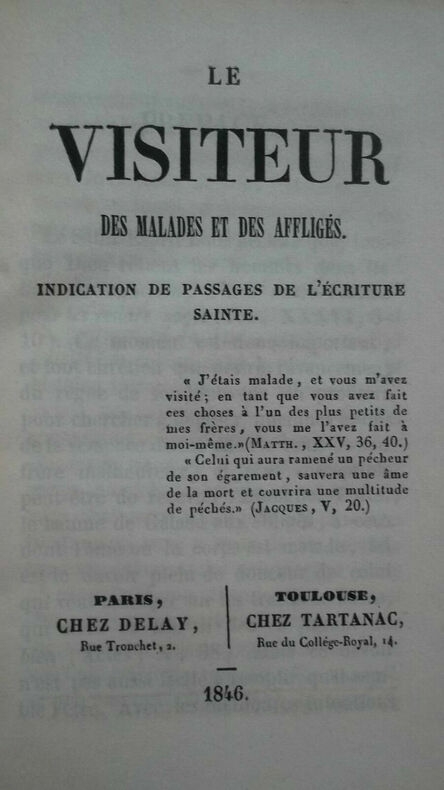 LE
VISITEUR
DES MALADES ET DES AFFLIGÉS.
INDICATION DE PASSAGES DE L'ÉCRITURE
SAINTE.
« J'étais malade, et vous m'avez
visité; en tant que vous avez fait
ces choses à l'un des plus petits de
mes frères, vous me l'avez fait à
moi-même.»(MATTH., XXV, 36, 40.)
« Celui qui aura ramené un pécheur
de son égarement, sauvera une âme
de la mort et couvrira une multitude
de péchés.» (JACQUES, V, 20.)
PARIS,
CHEZ DELAY,
Rue Tronchet, 2.
TOULOUSE,
CHEZ TARTANAC,
Rue du Collége-Royal, 14.
1846.